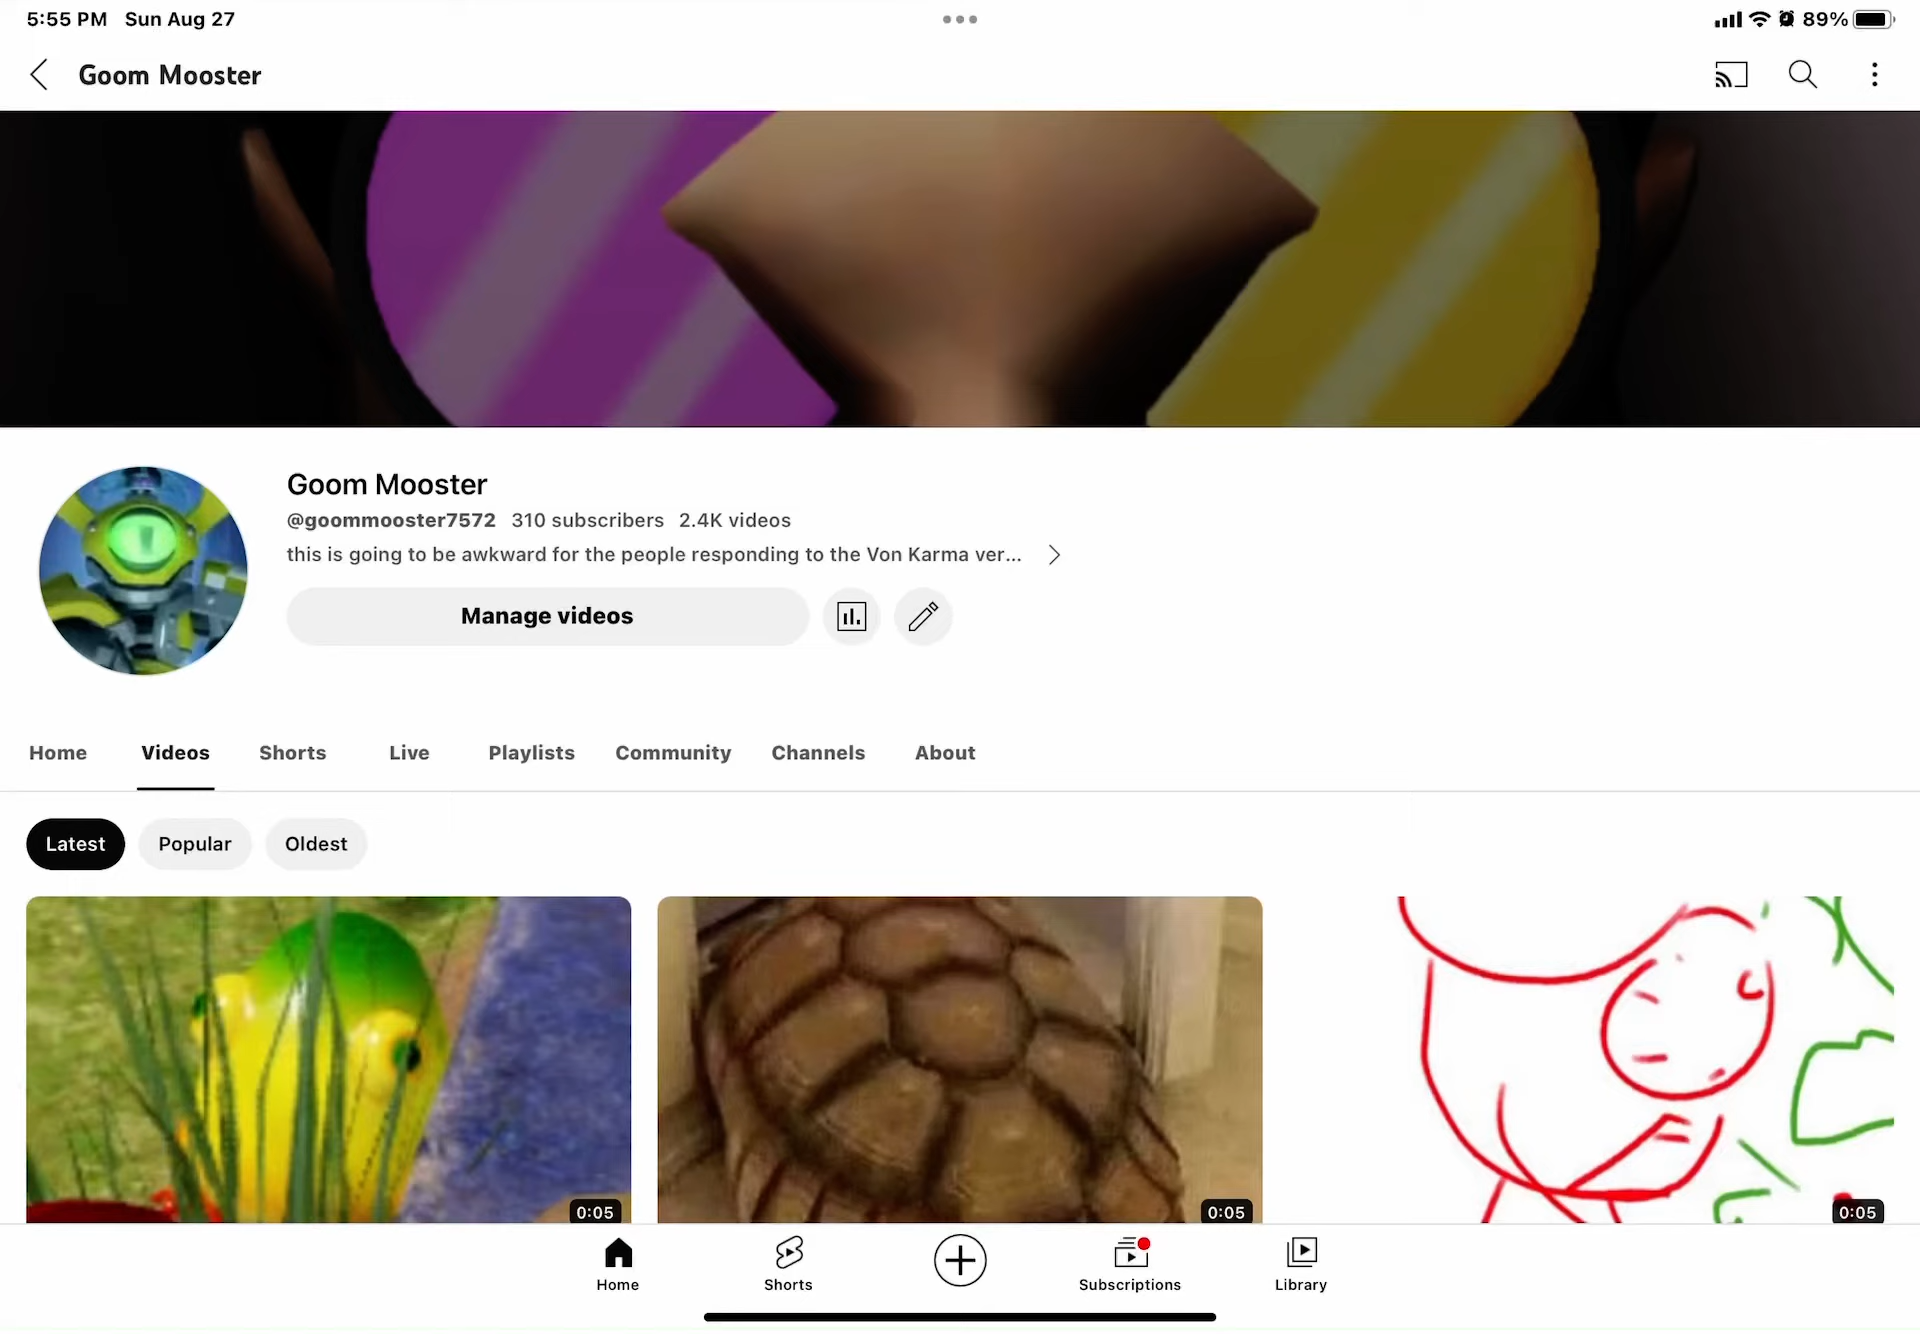 5:55 PM Sun Aug 27
89%
Goom Mooster
Goom Mooster
@goommooster7572 310 subscribers 2.4K videos
this is going to be awkward for the people responding to the Von Karma ver...
Manage videos
Home Videos Shorts Live Playlists Community Channels About
Latest Popular Oldest
0:05 0:05 0:05
Home Shorts Subscriptions Library